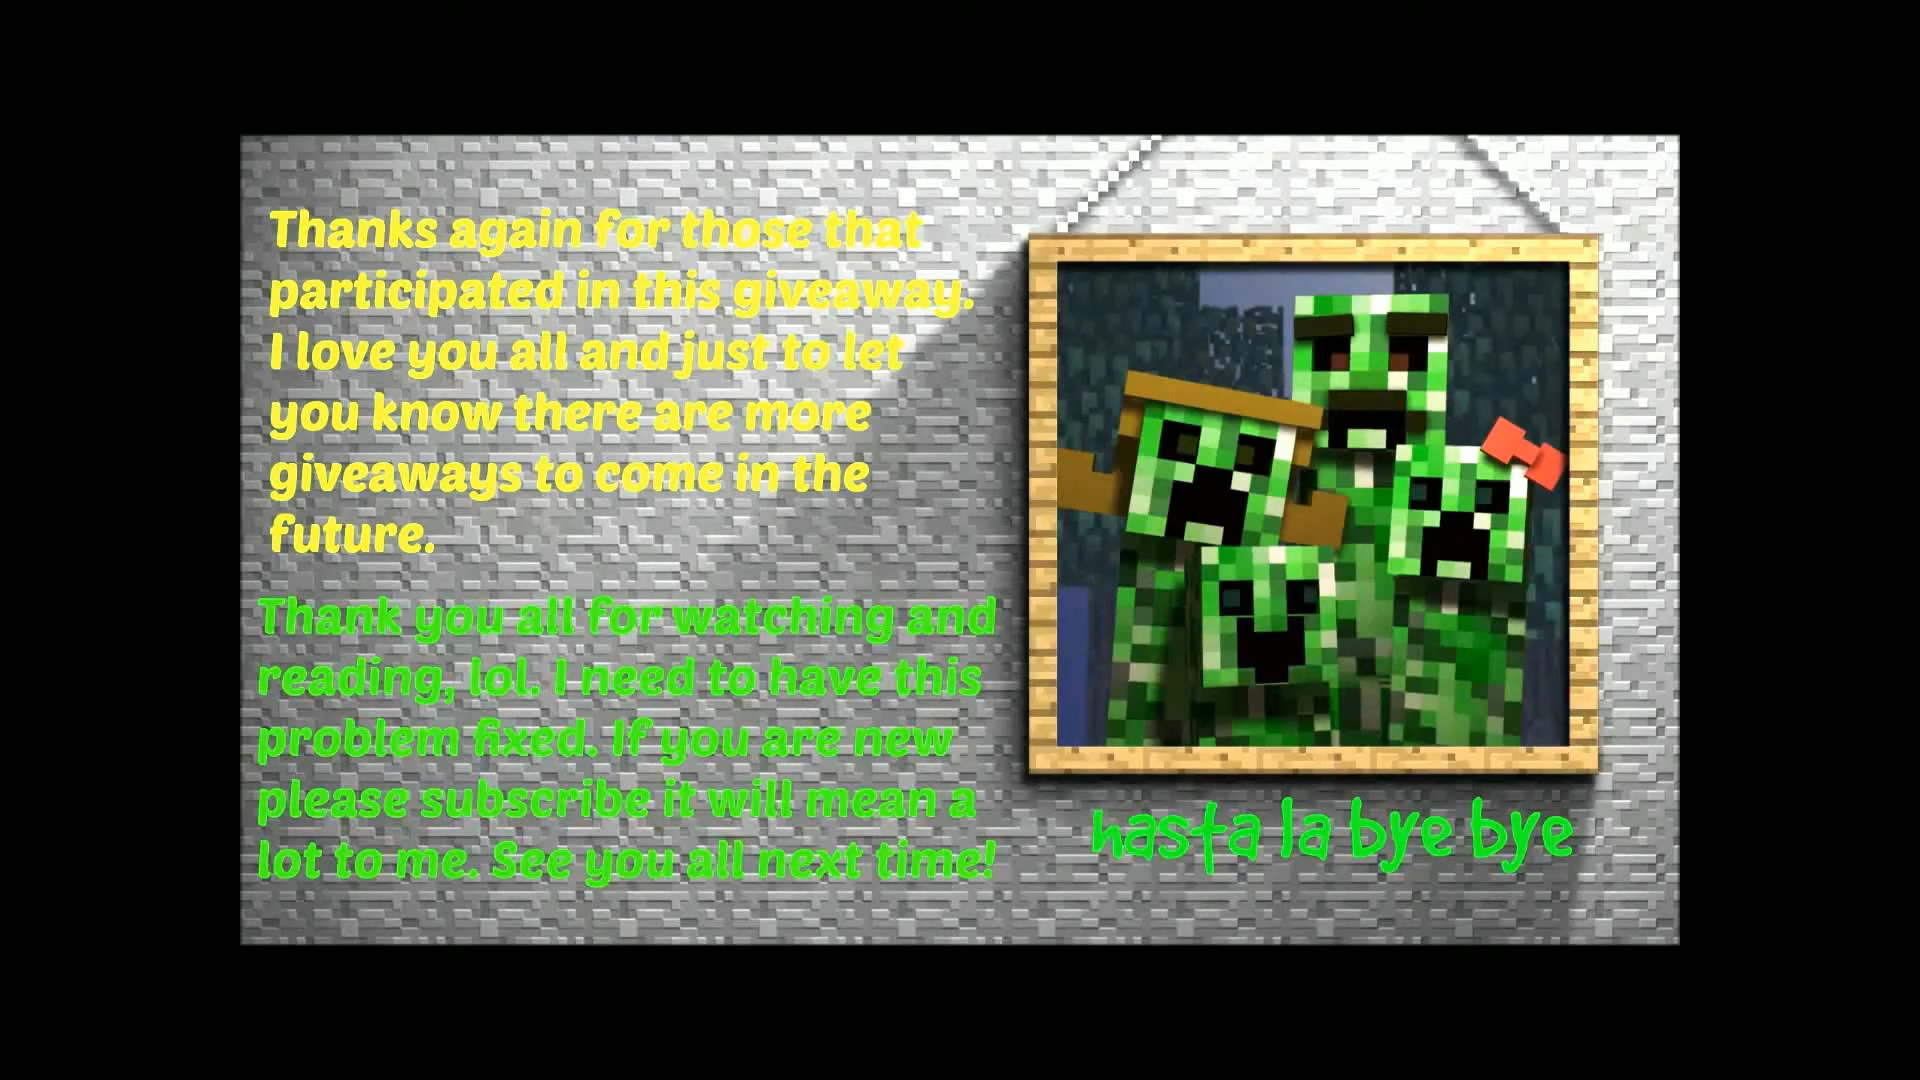 Thanks again for those that
participated in this giveaway.
I love you all and just to let
you know there are more
giveaways to come in the
future.
Thank you all for watching and
reading, lol. I need to have this
problem fixed. If you are new
please subscribe it will mean a
lot to me. See you all next time!
hasta la bye bye